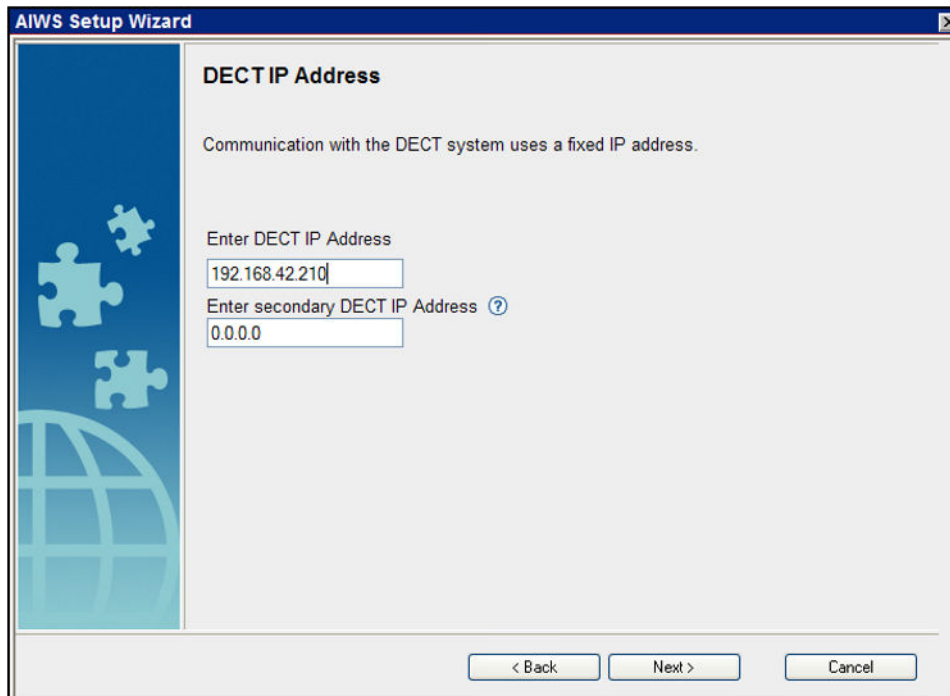 AIWS Setup Wizard
DECT IP Address
Communication with the DECT system uses a fixed IP address.
Enter DECT IP Address
192.168.42.210
Enter secondary DECT IP Address ?
0.0.0.0
< Back Next > Cancel